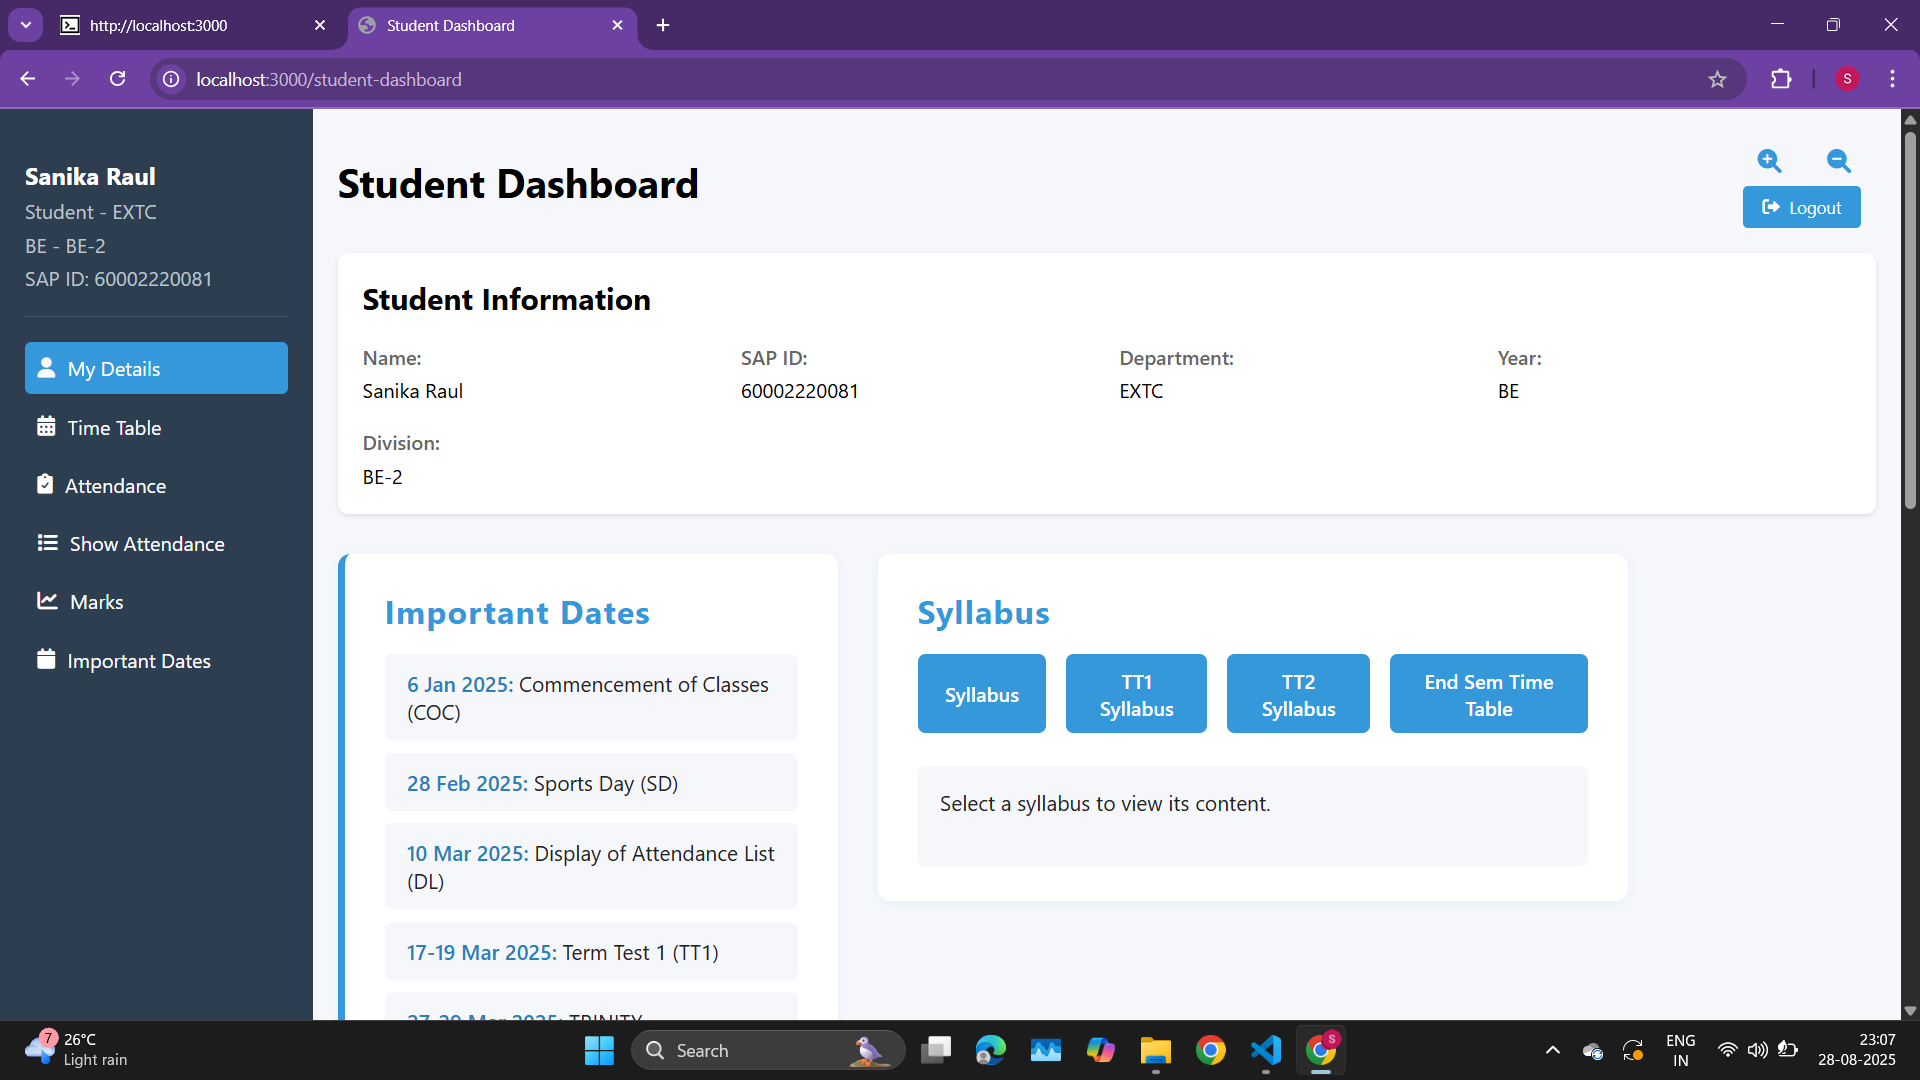 http://localhost:3000
Student Dashboard
localhost:3000/student-dashboard
S
Sanika Raul
Student - EXTC
BE - BE-2
SAP ID: 60002220081
My Details
Time Table
Attendance
Show Attendance
Marks
Important Dates
Student Dashboard
Logout
Student Information
Name:
Sanika Raul
SAP ID:
60002220081
Department:
EXTC
Year:
BE
Division:
BE-2
Important Dates
6 Jan 2025: Commencement of Classes
(COC)
28 Feb 2025: Sports Day (SD)
10 Mar 2025: Display of Attendance List
(DL)
17-19 Mar 2025: Term Test 1 (TT1)
27-29 Mar 2025: TRINITY
Syllabus
Syllabus
TT1
Syllabus
TT2
Syllabus
End Sem Time
Table
Select a syllabus to view its content.
7
26°C
Light rain
Search
S
ENG
IN
23:07
28-08-2025